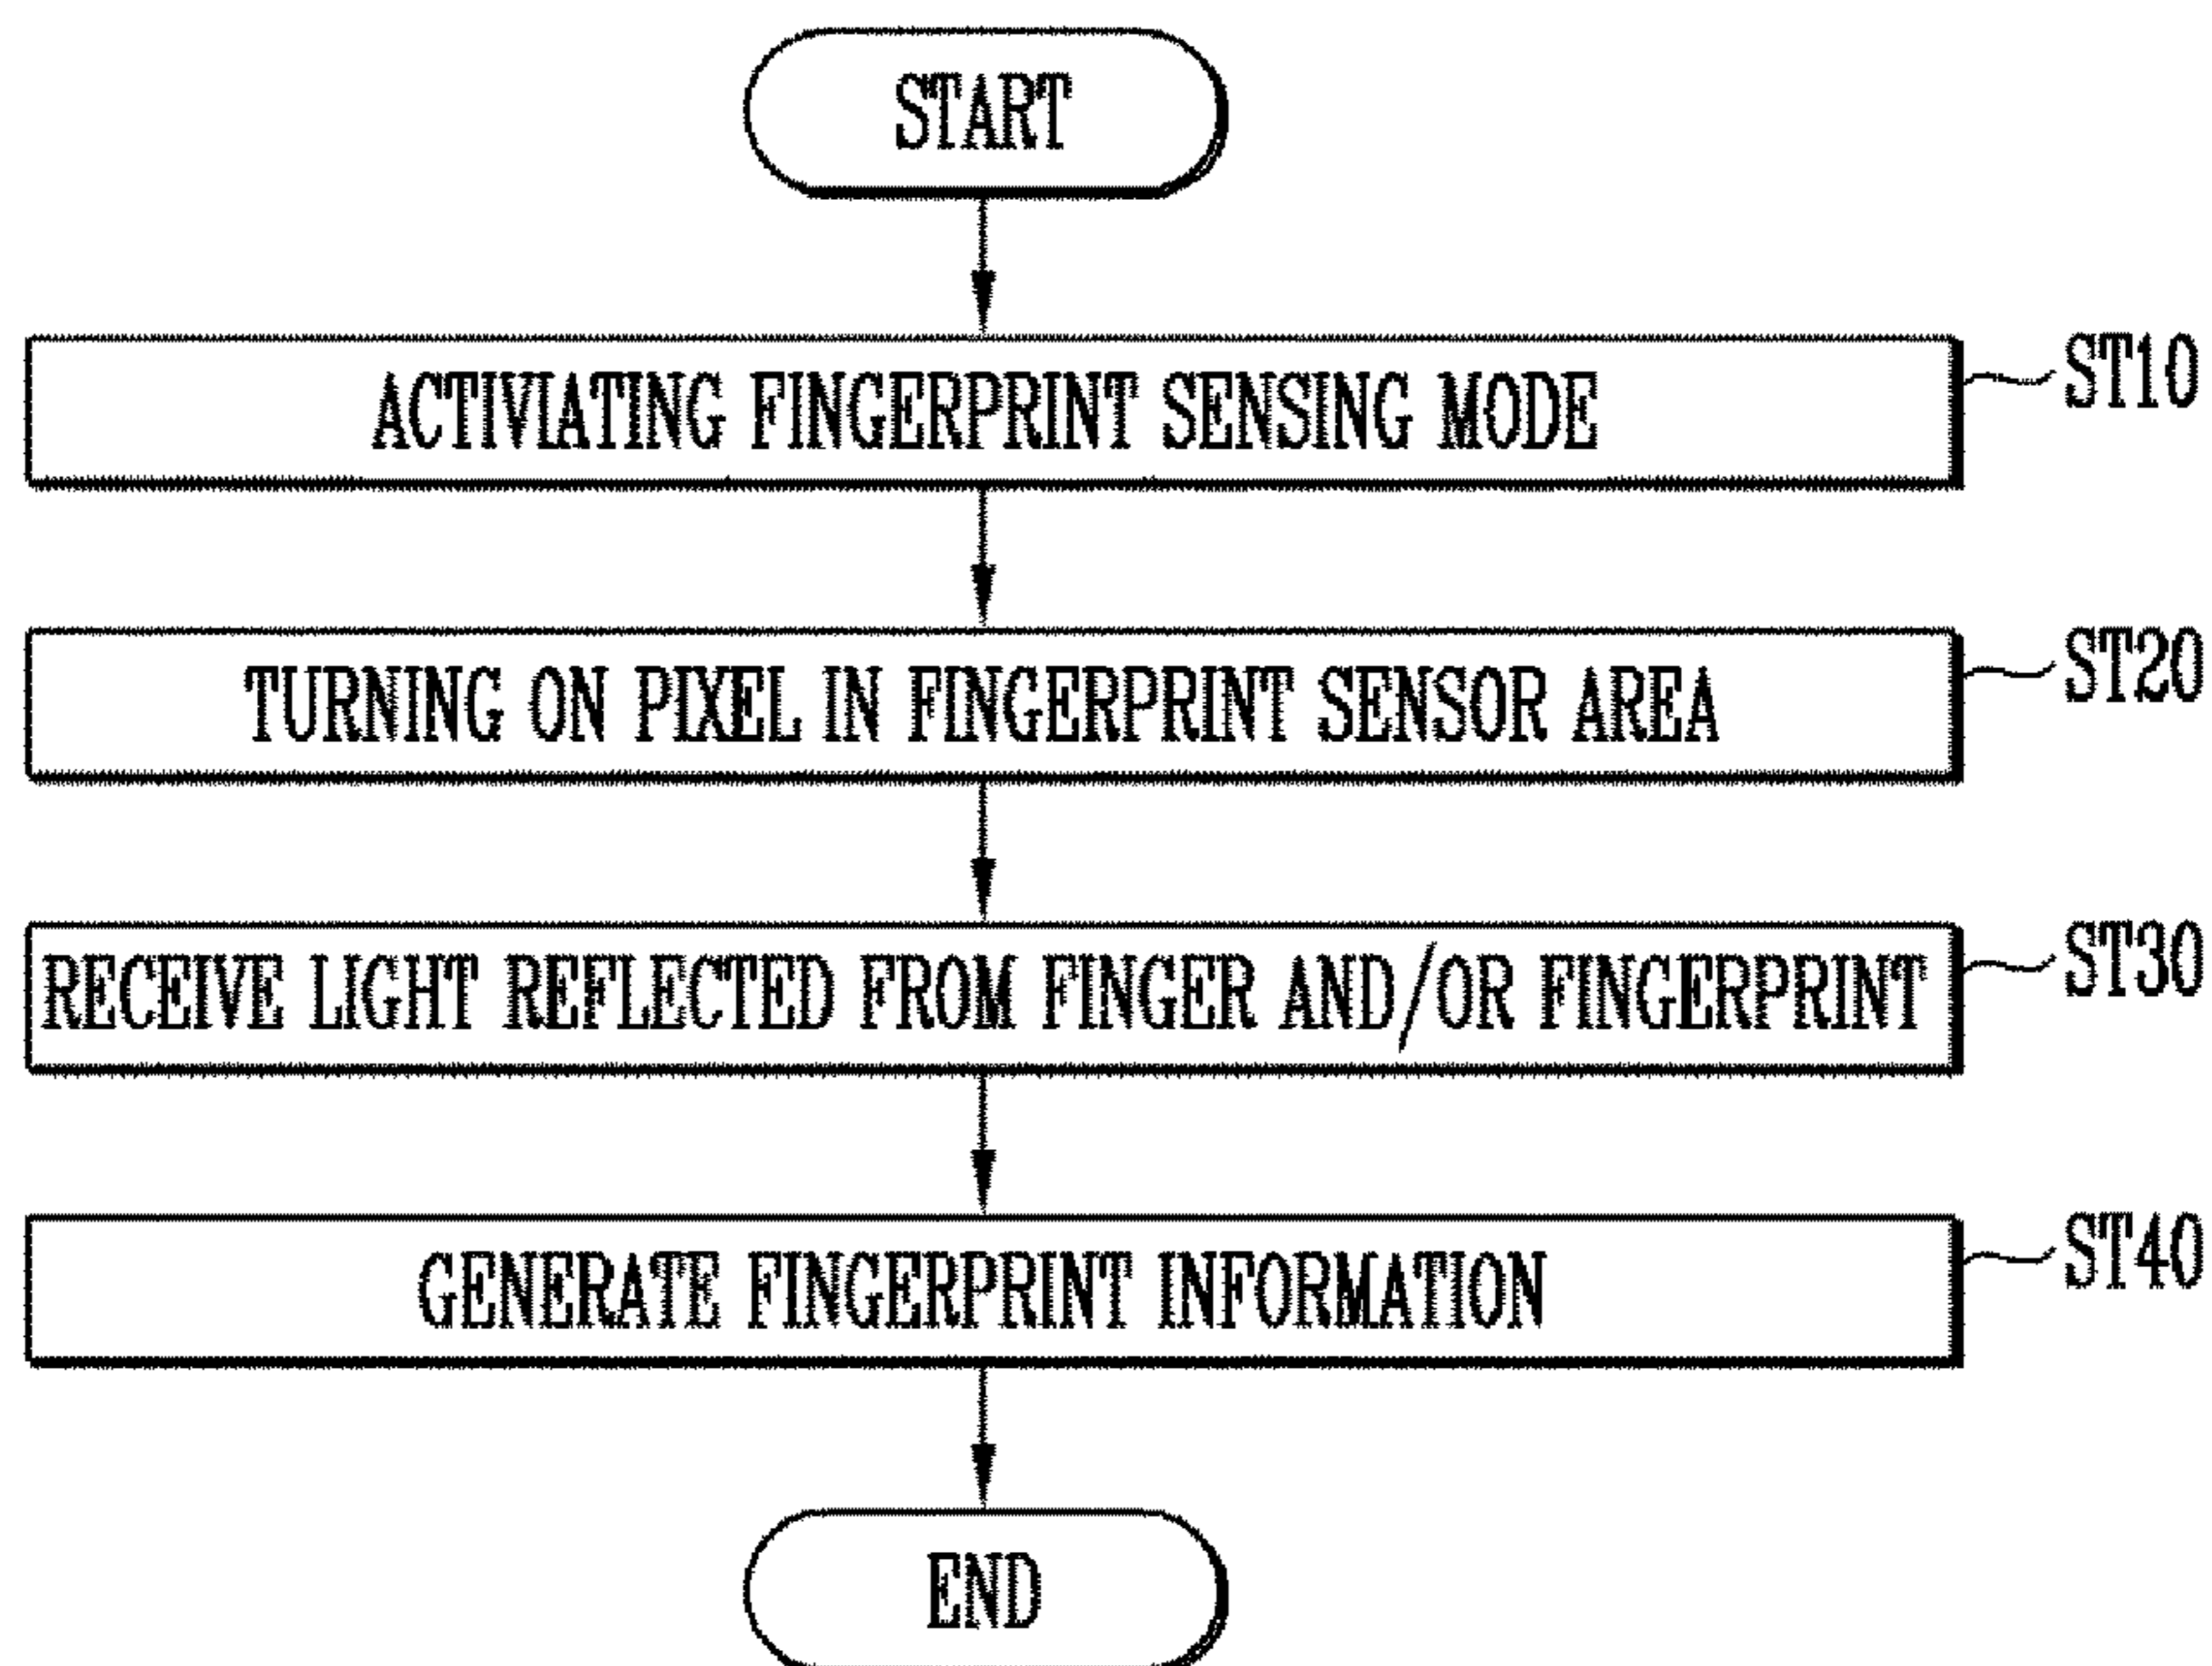 START
ACTIVIATING FINGERPRINT SENSING MODE
ST10
TURNING ON PIXEL IN FINGERPRINT SENSOR AREA
ST20
RECEIVE LIGHT REFLECTED FROM FINGER AND/OR FINGERPRINT
ST30
GENERATE FINGERPRINT INFORMATION
ST40
END